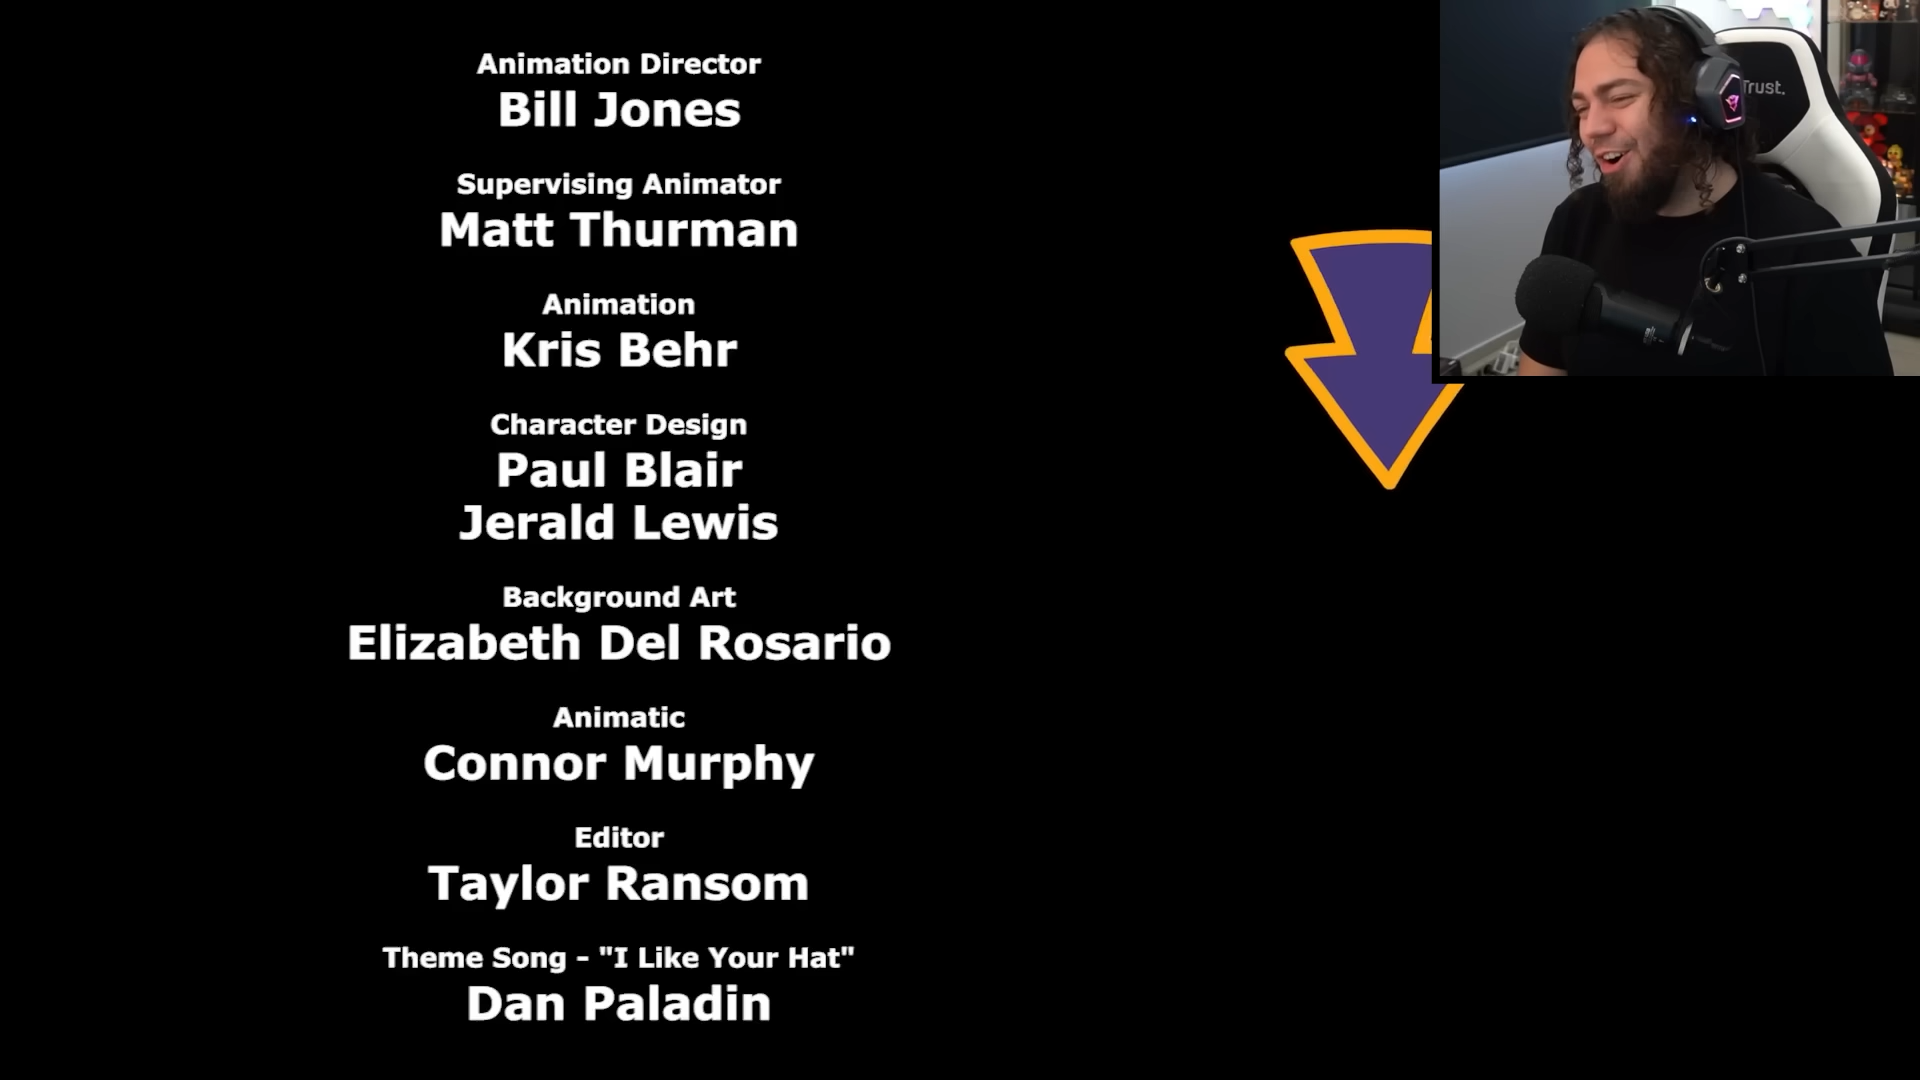 Animation Director
Bill Jones
Supervising Animator
Matt Thurman
Animation
Kris Behr
Character Design
Paul Blair
Jerald Lewis
Background Art
Elizabeth Del Rosario
Animatic
Connor Murphy
Editor
Taylor Ransom
Theme Song - "I Like Your Hat"
Dan Paladin
Trust.